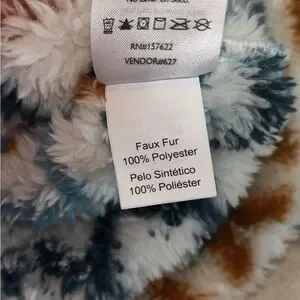 RN#157622
VENDOR#627
Faux Fur
100% Polyester
Pelo Sintético
100% Poliéster